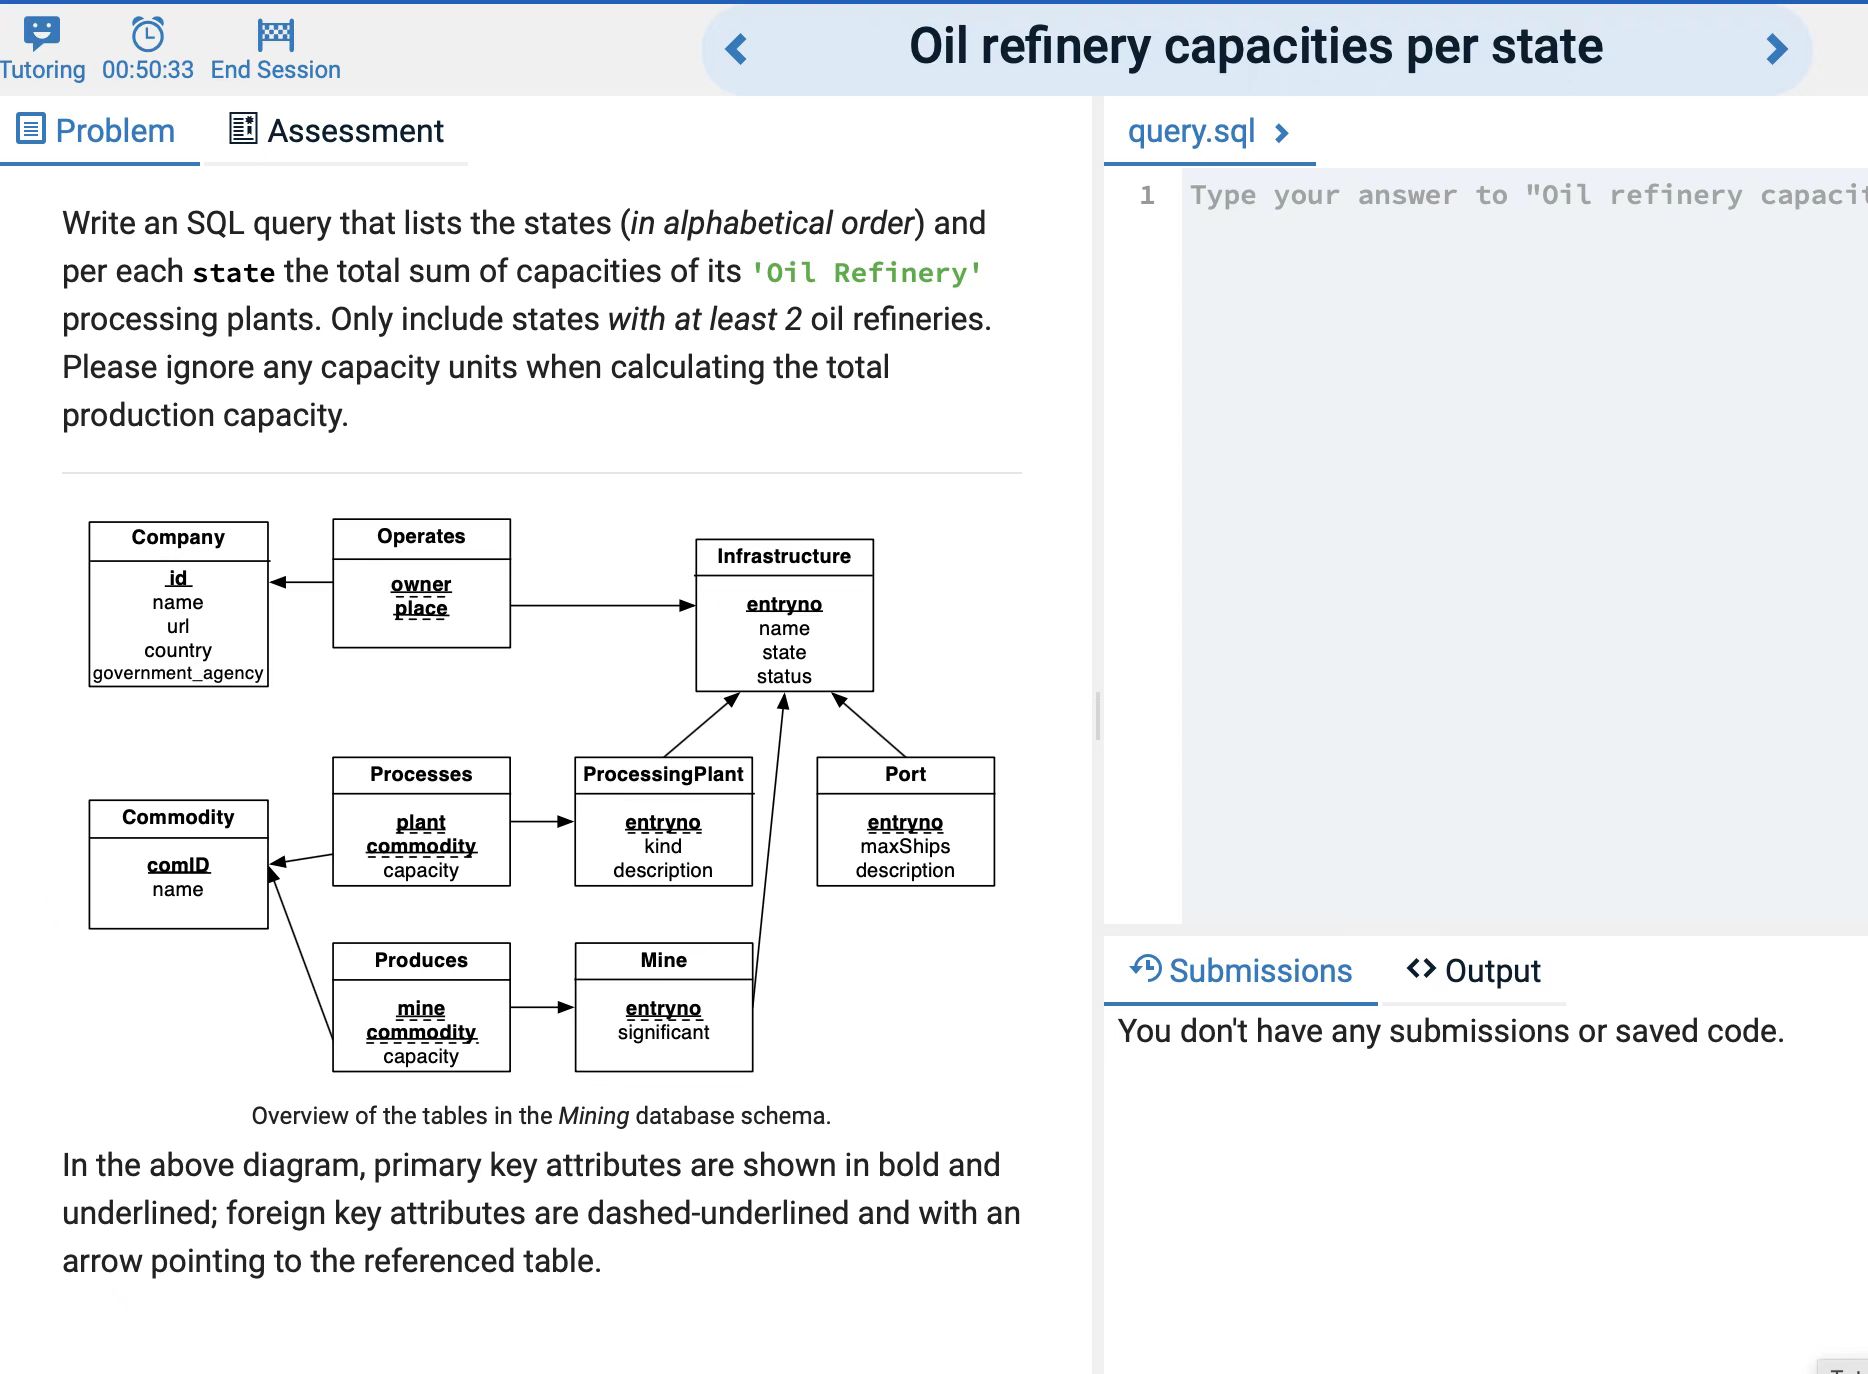 Tutoring 00:50:33 End Session
Oil refinery capacities per state
Problem Assessment
Write an SQL query that lists the states (in alphabetical order) and
per each state the total sum of capacities of its 'Oil Refinery'
processing plants. Only include states with at least 2 oil refineries.
Please ignore any capacity units when calculating the total
production capacity.
Company
id
name
url
country
government_agency
Operates
owner
place
Infrastructure
entryno
name
state
status
Commodity
comID
name
Processes
plant
commodity
capacity
ProcessingPlant
entryno
kind
description
Port
entryno
maxShips
description
Produces
mine
commodity
capacity
Mine
entryno
significant
Overview of the tables in the Mining database schema.
In the above diagram, primary key attributes are shown in bold and
underlined; foreign key attributes are dashed-underlined and with an
arrow pointing to the referenced table.
query.sql
1 Type your answer to "Oil refinery capacit
Submissions Output
You don't have any submissions or saved code.